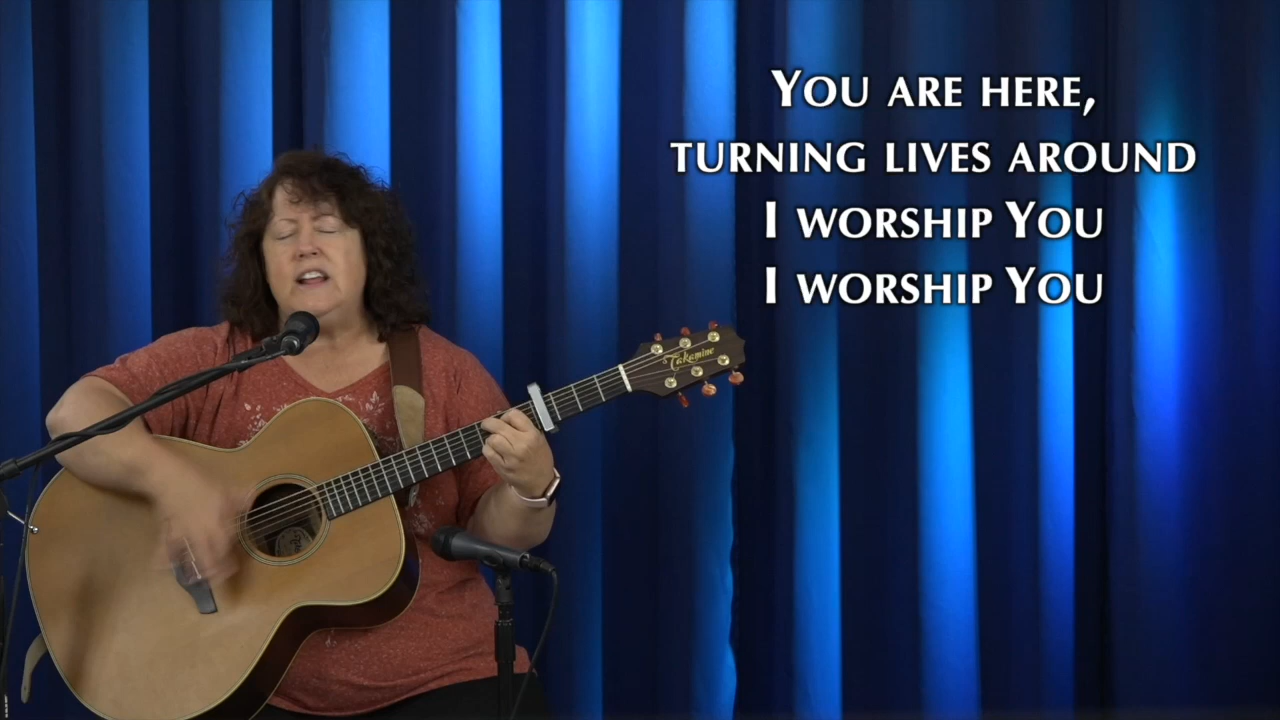 You are here,
turning lives around
I worship You
I worship You
Takamine